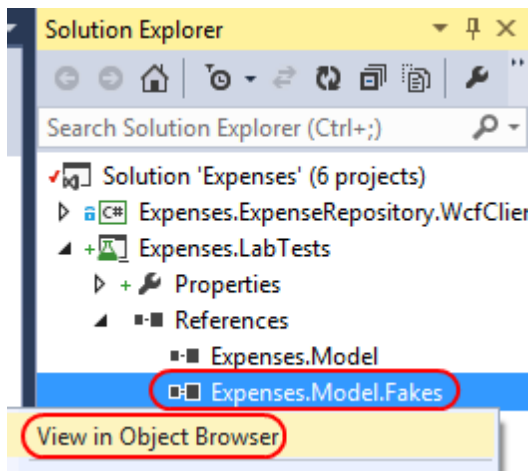 Solution Explorer
Search Solution Explorer (Ctrl+;)
Solution 'Expenses' (6 projects)
C# Expenses.ExpenseRepository.WcfClier
Expenses.LabTests
Properties
References
Expenses.Model
Expenses.Model.Fakes
View in Object Browser